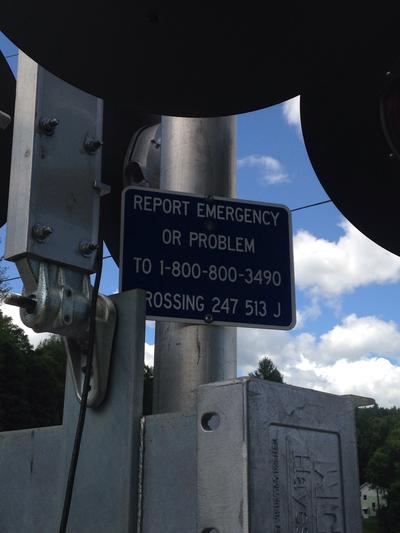 REPORT EMERGENCY
OR PROBLEM
TO 1-800-800-3490
ROSSING 247 513 J